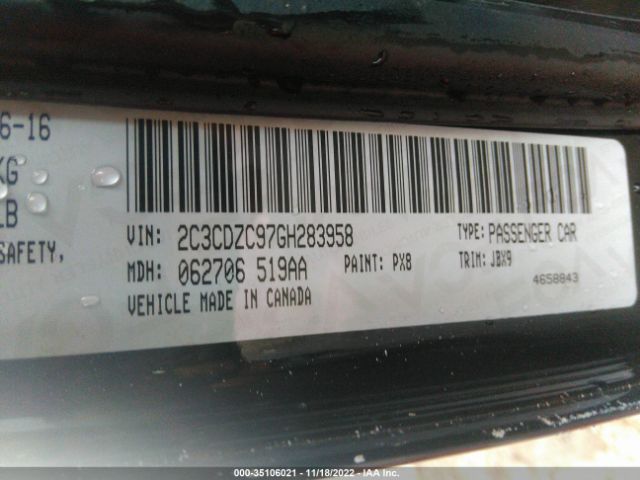 6-16
KG
LB
SAFETY,
VIN: 2C3CDZC97GH283958 TYPE: PASSENGER CAR
MDH: 062706 519AA PAINT: PX8 TRIM: JBX9
VEHICLE MADE IN CANADA 4658843
000-35106021 - 11/18/2022 - IAA Inc.